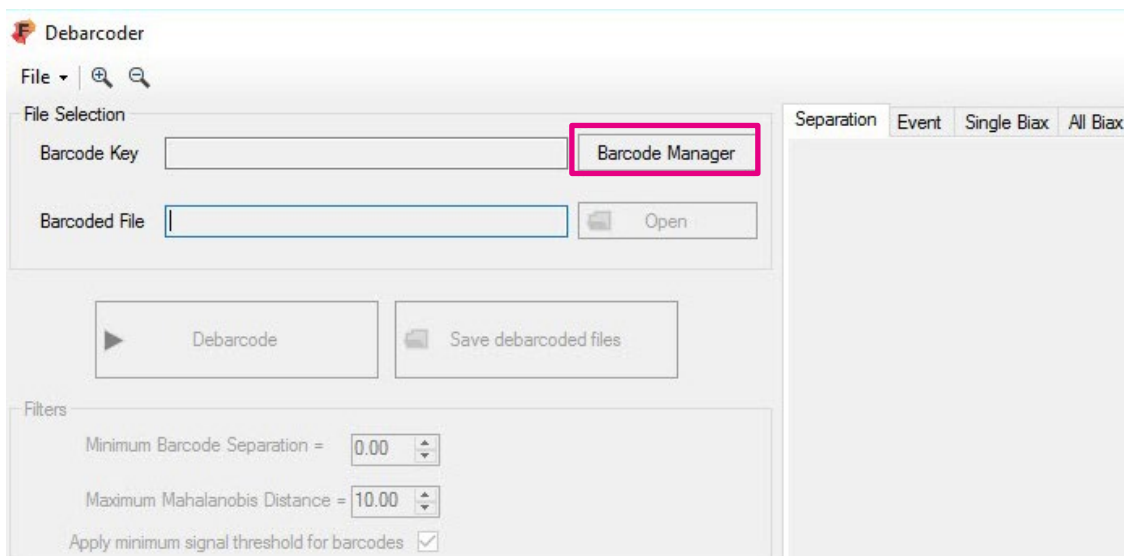 Debarcoder
File
File Selection
Barcode Key
Barcode Manager
Barcoded File
Open
Debarcode
Save debarcoded files
Filters
Minimum Barcode Separation = 0.00
Maximum Mahalanobis Distance = 10.00
Apply minimum signal threshold for barcodes
Separation Event Single Biax All Biax